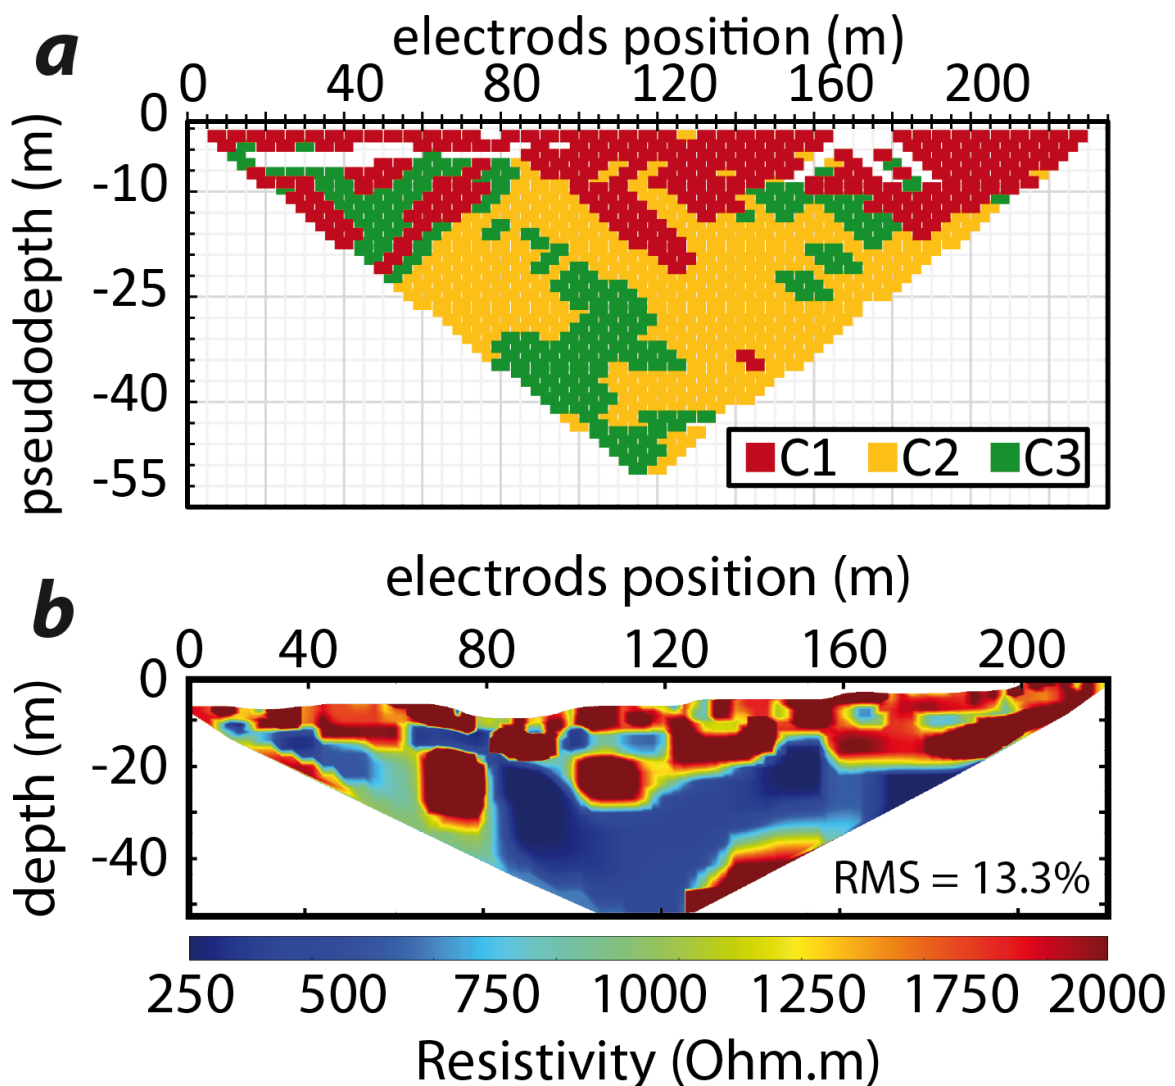 a
electrods position (m)
0 40 80 120 160 200
pseudodepth (m)
0
-10
-25
-40
-55
C1 C2 C3
b
electrods position (m)
0 40 80 120 160 200
depth (m)
0
-20
-40
RMS = 13.3%
250 500 750 1000 1250 1750 2000
Resistivity (Ohm.m)